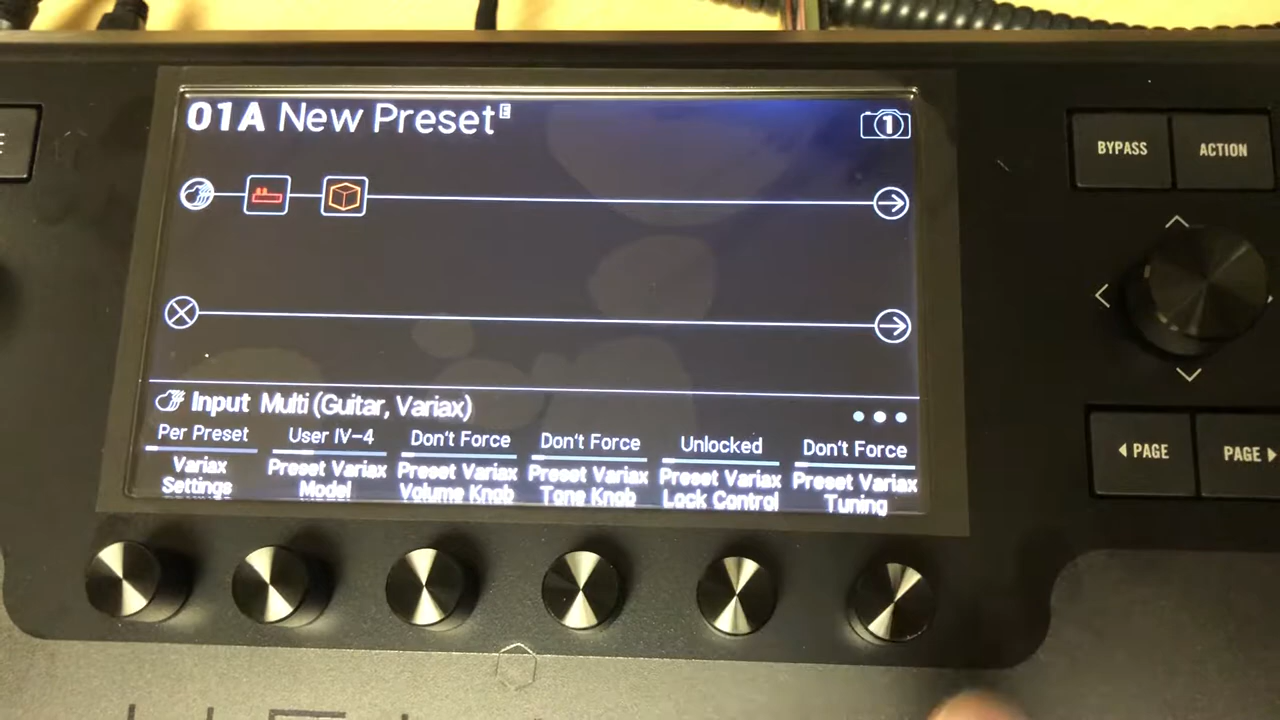 01A New Preset E
1
Input Multi (Guitar, Variax)
Per Preset
Variax
Settings
User IV-4
Preset Variax
Model
Don't Force
Preset Variax
Volume Knob
Don't Force
Preset Variax
Tone Knob
Unlocked
Preset Variax
Lock Control
Don't Force
Preset Variax
Tuning
BYPASS
ACTION
PAGE
PAGE